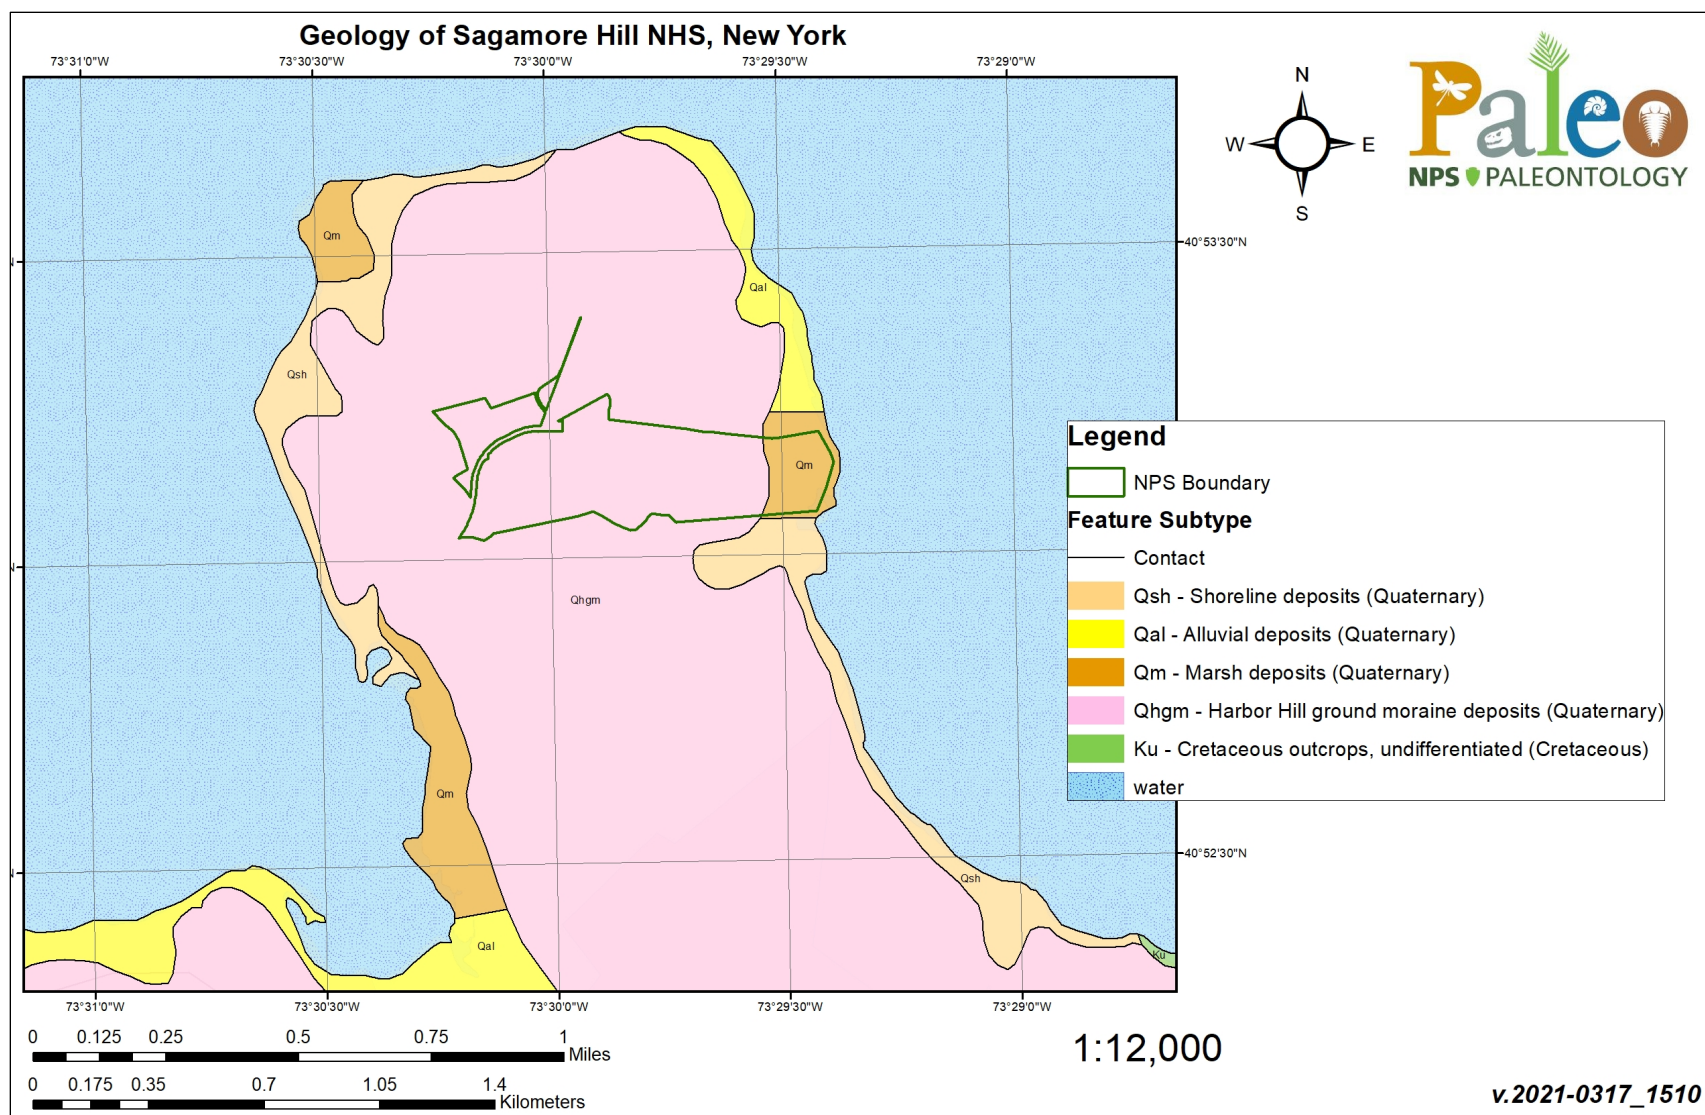 Geology of Sagamore Hill NHS, New York
73°31'0"W 73°30'30"W 73°30'0"W 73°29'30"W 73°29'0"W
N
W E
S
Paleo
NPS PALEONTOLOGY
Qm
40°53'30"N
N
Qal
Qsh
Qm
Legend
NPS Boundary
Feature Subtype
Contact
Qsh - Shoreline deposits (Quaternary)
Qal - Alluvial deposits (Quaternary)
Qm - Marsh deposits (Quaternary)
Qhgm - Harbor Hill ground moraine deposits (Quaternary)
Ku - Cretaceous outcrops, undifferentiated (Cretaceous)
water
N
Qhgm
Qm
40°52'30"N
N
Qsh
Qal
Ku
73°31'0"W 73°30'30"W 73°30'0"W 73°29'30"W 73°29'0"W
0 0.125 0.25 0.5 0.75 1
Miles
0 0.175 0.35 0.7 1.05 1.4
Kilometers
1:12,000
v.2021-0317_1510